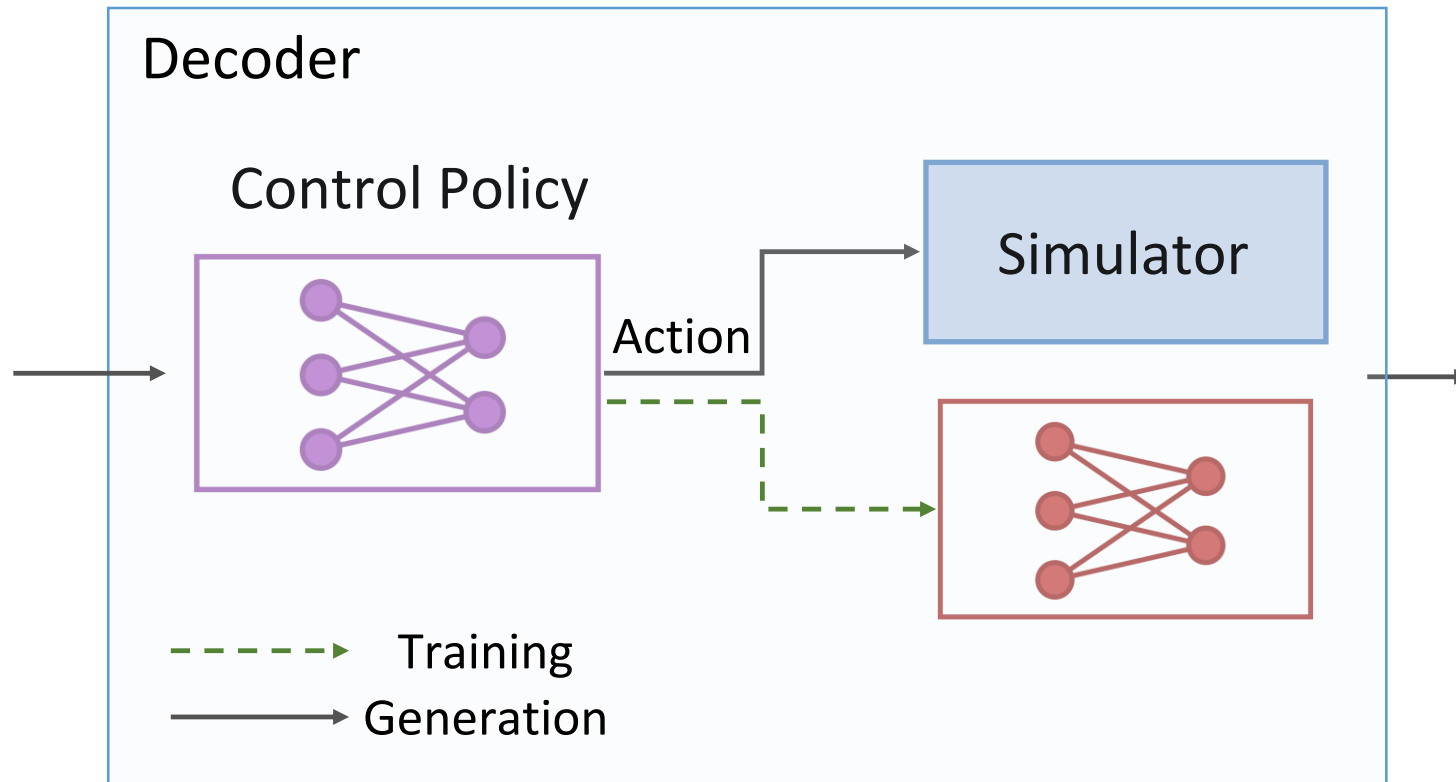 Decoder
Control Policy
Simulator
Action
Training
Generation